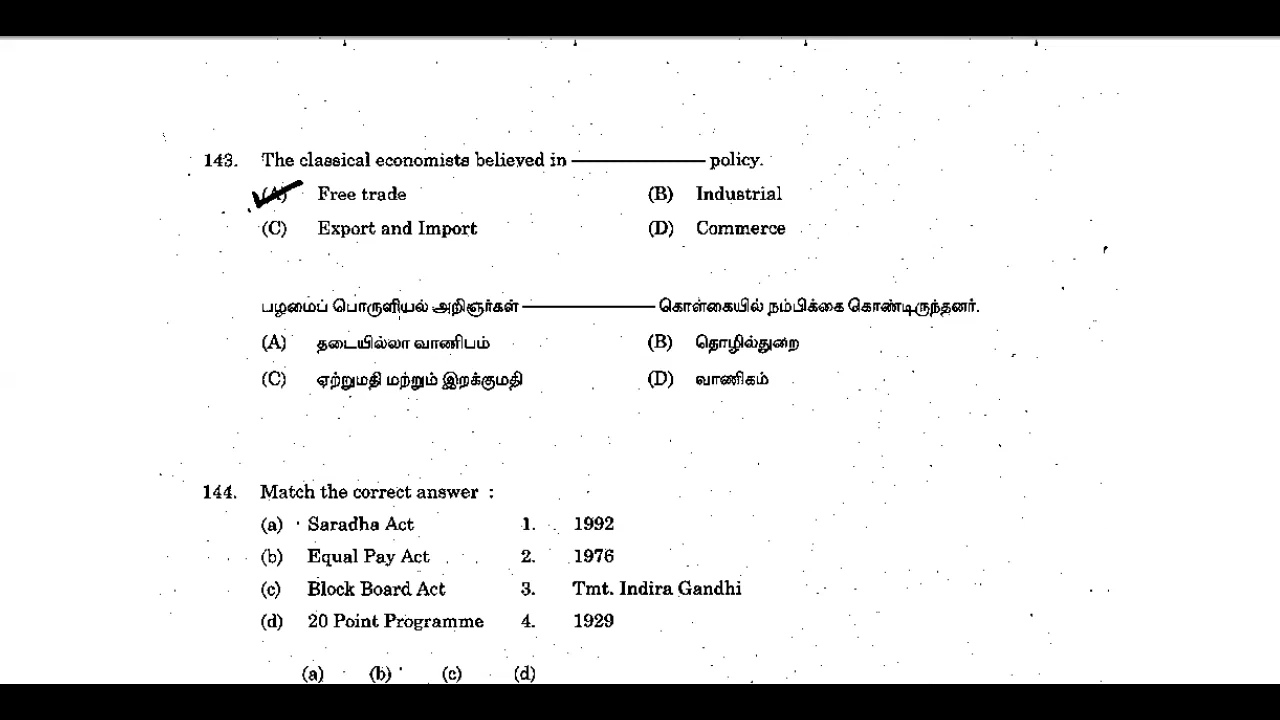 143. The classical economists believed in ———— policy.
(A) Free trade (B) Industrial
(C) Export and Import (D) Commerce
பழமைப் பொருளியல் அறிஞர்கள் ———— கொள்கையில் நம்பிக்கை கொண்டிருந்தனர்.
(A) தடையில்லா வாணிபம் (B) தொழில்துறை
(C) ஏற்றுமதி மற்றும் இறக்குமதி (D) வாணிகம்
144. Match the correct answer :
(a) Saradha Act 1. 1992
(b) Equal Pay Act 2. 1976
(c) Block Board Act 3. Tmt. Indira Gandhi
(d) 20 Point Programme 4. 1929
(a) (b) (c) (d)